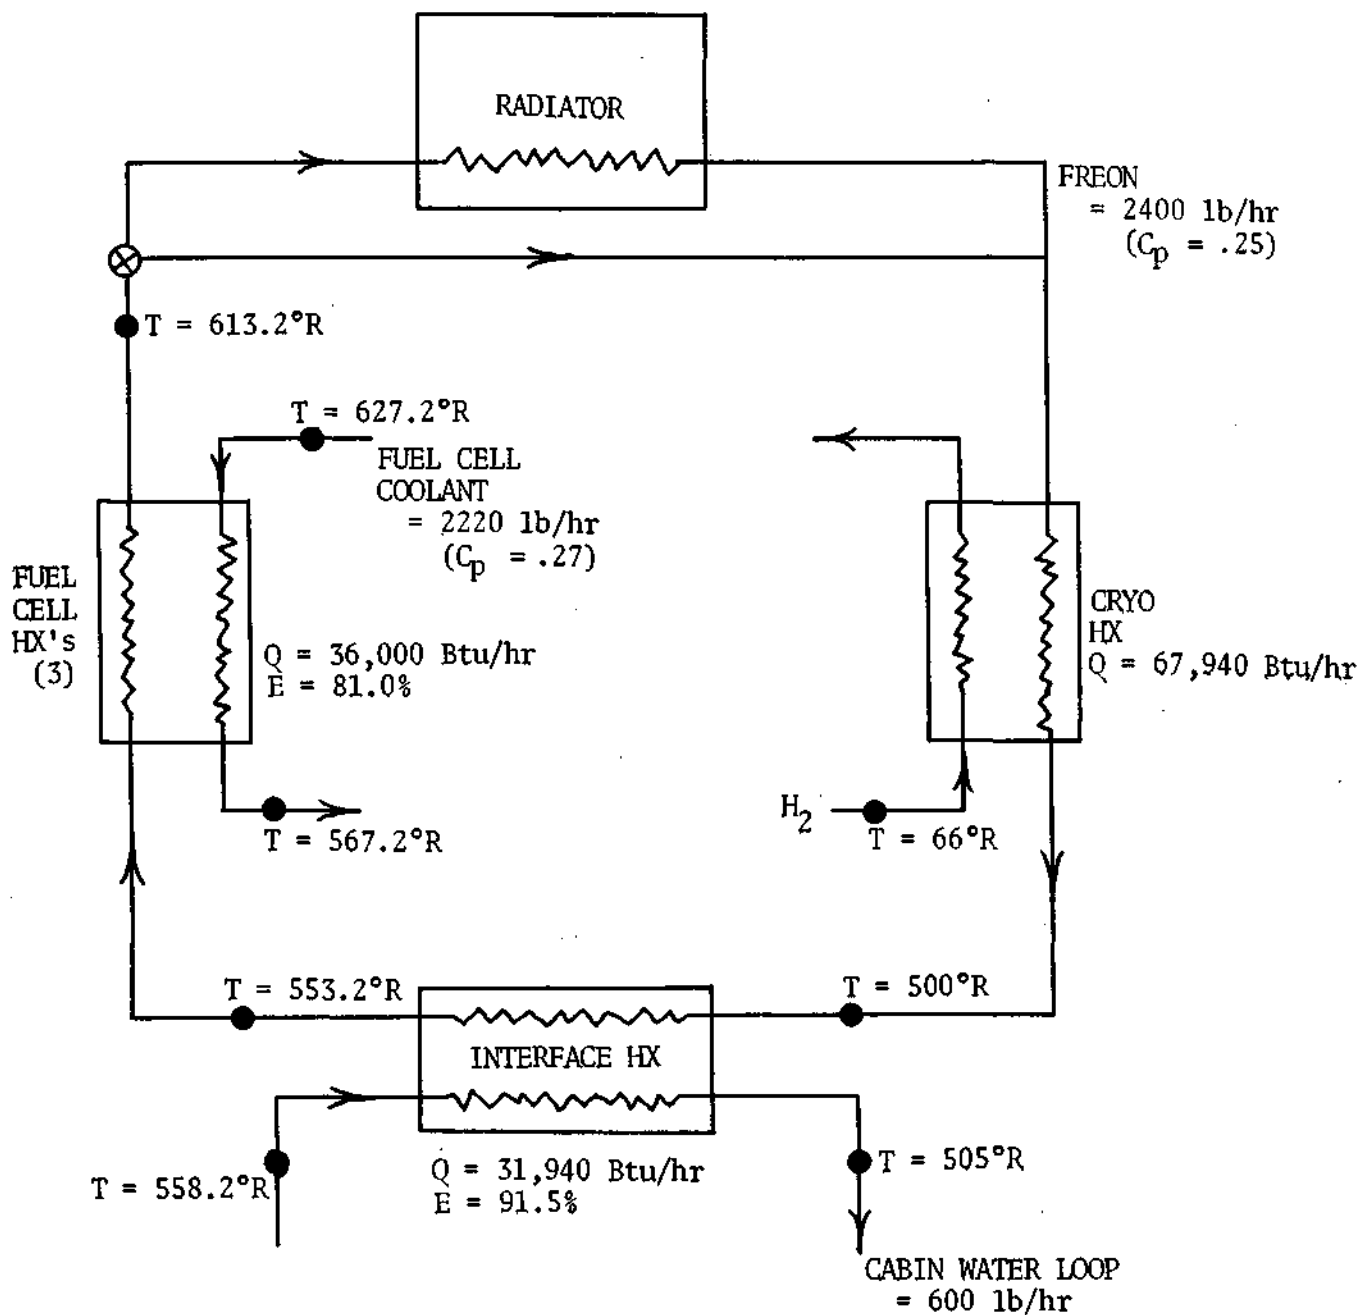 RADIATOR
FREON
= 2400 lb/hr
(Cp = .25)
T = 613.2°R
T = 627.2°R
FUEL CELL
COOLANT
= 2220 lb/hr
(Cp = .27)
FUEL
CELL
HX's
(3)
Q = 36,000 Btu/hr
E = 81.0%
CRYO
HX
Q = 67,940 Btu/hr
T = 567.2°R
H2
T = 66°R
T = 553.2°R
T = 500°R
INTERFACE HX
T = 558.2°R
Q = 31,940 Btu/hr
E = 91.5%
T = 505°R
CABIN WATER LOOP
= 600 lb/hr